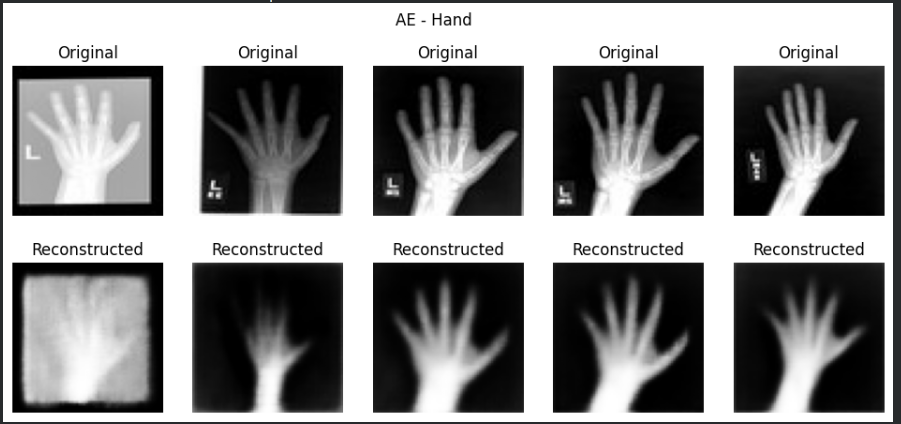 AE - Hand
Original Original Original Original Original
L
L
L
L
L
Reconstructed Reconstructed Reconstructed Reconstructed Reconstructed